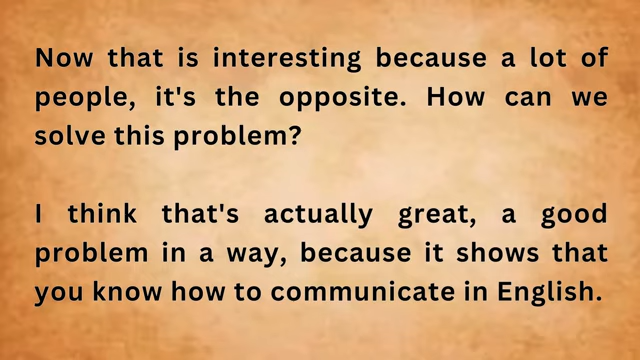 Now that is interesting because a lot of
people, it's the opposite. How can we
solve this problem?
I think that's actually great, a good
problem in a way, because it shows that
you know how to communicate in English.